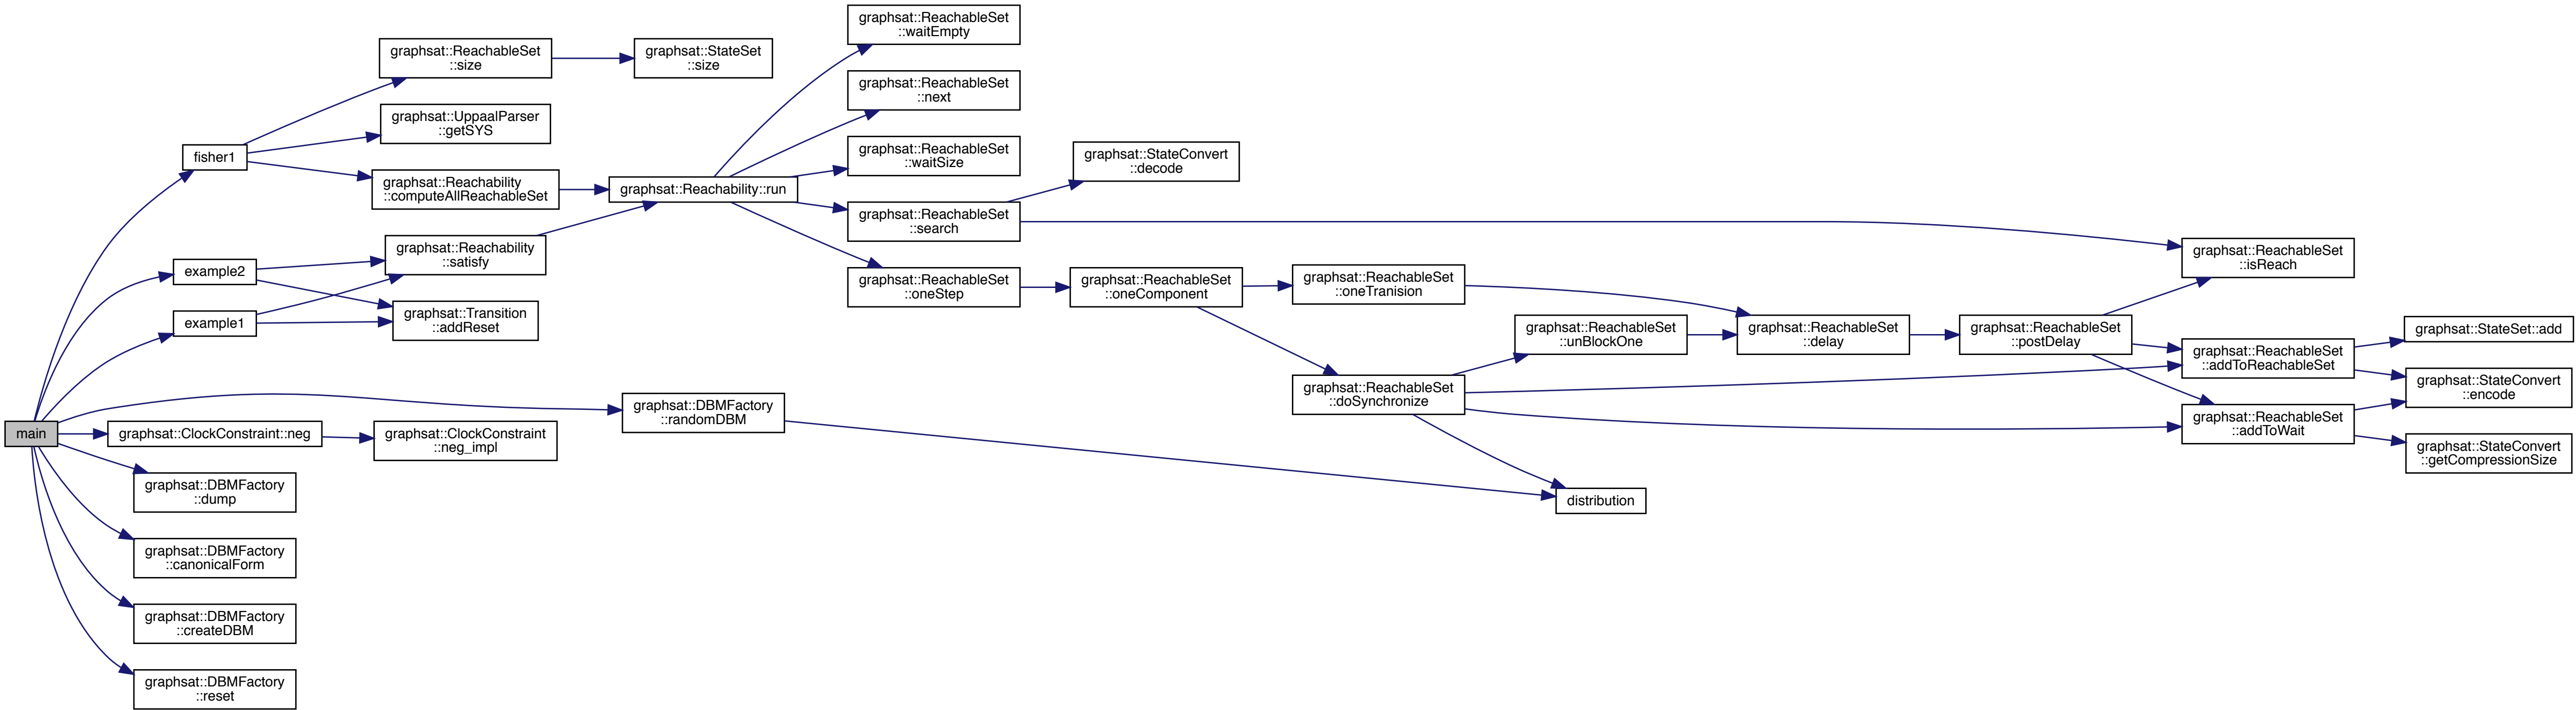 main
fisher1
example2
example1
graphsat::ClockConstraint::neg
graphsat::DBMFactory
::dump
graphsat::DBMFactory
::canonicalForm
graphsat::DBMFactory
::createDBM
graphsat::DBMFactory
::reset
graphsat::ReachableSet
::size
graphsat::UppaalParser
::getSYS
graphsat::Reachability
::computeAllReachableSet
graphsat::Reachability
::satisfy
graphsat::Transition
::addReset
graphsat::ClockConstraint
::neg_impl
graphsat::StateSet
::size
graphsat::Reachability::run
graphsat::DBMFactory
::randomDBM
graphsat::ReachableSet
::waitEmpty
graphsat::ReachableSet
::next
graphsat::ReachableSet
::waitSize
graphsat::ReachableSet
::search
graphsat::ReachableSet
::oneStep
graphsat::StateConvert
::decode
graphsat::ReachableSet
::oneComponent
graphsat::ReachableSet
::oneTranision
graphsat::ReachableSet
::doSynchronize
graphsat::ReachableSet
::unBlockOne
distribution
graphsat::ReachableSet
::delay
graphsat::ReachableSet
::postDelay
graphsat::ReachableSet
::isReach
graphsat::ReachableSet
::addToReachableSet
graphsat::ReachableSet
::addToWait
graphsat::StateSet::add
graphsat::StateConvert
::encode
graphsat::StateConvert
::getCompressionSize